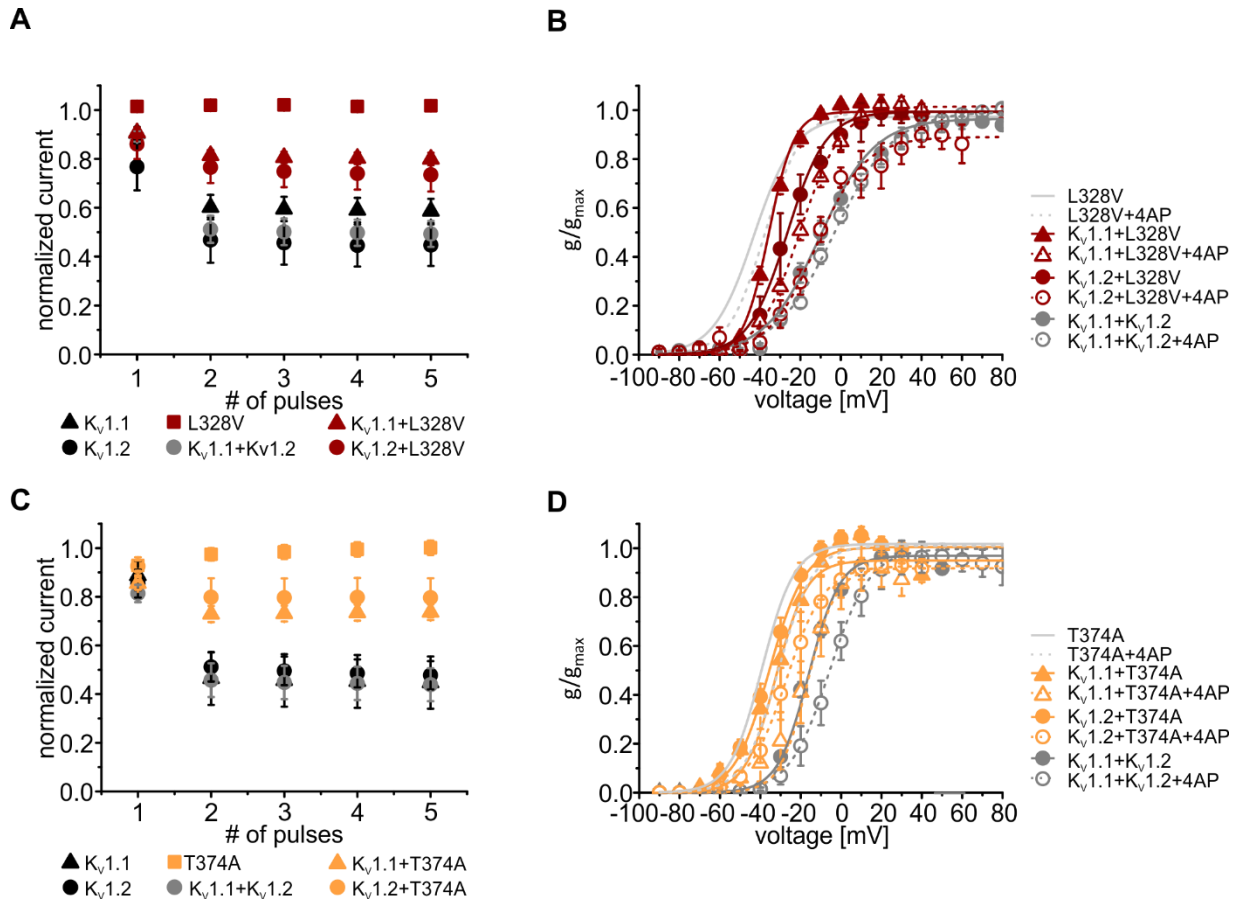 A
normalized current
1.0
0.8
0.6
0.4
0.2
0.0
1 2 3 4 5
# of pulses
Kv1.1 L328V Kv1.1+L328V
Kv1.2 Kv1.1+Kv1.2 Kv1.2+L328V
B
g/gmax
1.0
0.8
0.6
0.4
0.2
0.0
-100 -80 -60 -40 -20 0 20 40 60 80
voltage [mV]
L328V
L328V+4AP
Kv1.1+L328V
Kv1.1+L328V+4AP
Kv1.2+L328V
Kv1.2+L328V+4AP
Kv1.1+Kv1.2
Kv1.1+Kv1.2+4AP
C
normalized current
1.0
0.8
0.6
0.4
0.2
0.0
1 2 3 4 5
# of pulses
Kv1.1 T374A Kv1.1+T374A
Kv1.2 Kv1.1+Kv1.2 Kv1.2+T374A
D
g/gmax
1.0
0.8
0.6
0.4
0.2
0.0
-100 -80 -60 -40 -20 0 20 40 60 80
voltage [mV]
T374A
T374A+4AP
Kv1.1+T374A
Kv1.1+T374A+4AP
Kv1.2+T374A
Kv1.2+T374A+4AP
Kv1.1+Kv1.2
Kv1.1+Kv1.2+4AP